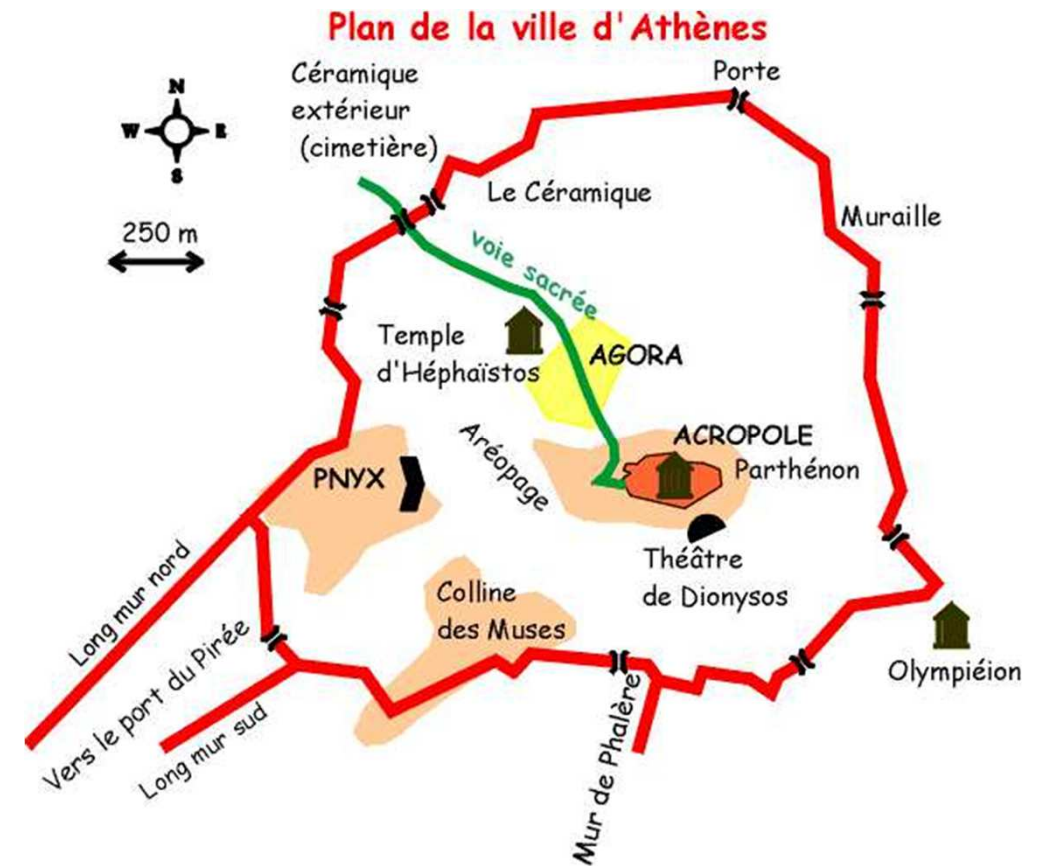 Plan de la ville d'Athènes
Céramique
extérieur
(cimetière)
Porte
N
W
E
S
250 m
Le Céramique
Muraille
voie sacrée
Temple
d'Héphaïstos
AGORA
Aréopage
ACROPOLE
Parthénon
PNYX
Théâtre
de Dionysos
Colline
des Muses
Olympiéion
Long mur nord
Vers le port du Pirée
Long mur sud
Mur de Phalère